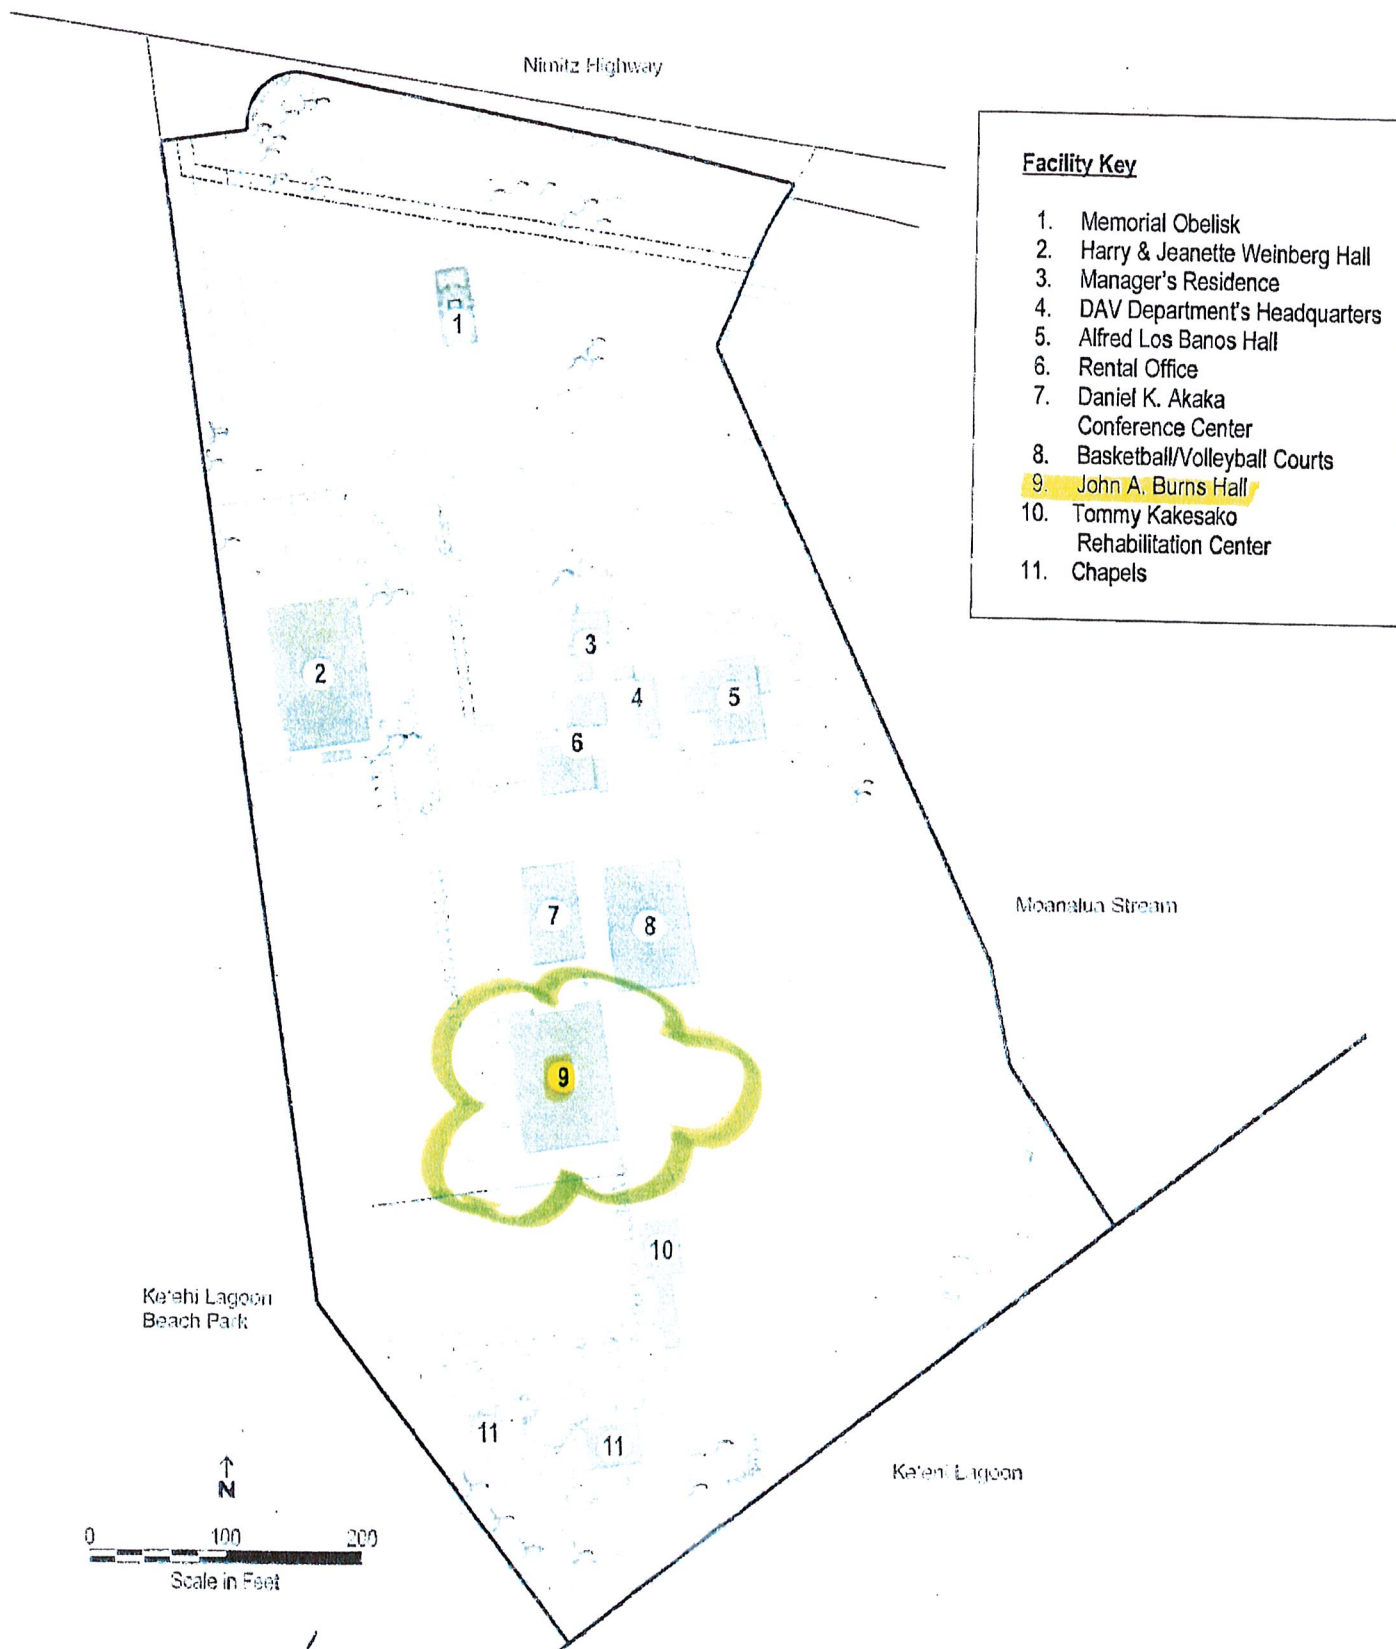 Nimitz Highway
Facility Key
1. Memorial Obelisk
2. Harry & Jeanette Weinberg Hall
3. Manager's Residence
4. DAV Department's Headquarters
5. Alfred Los Banos Hall
6. Rental Office
7. Daniel K. Akaka
Conference Center
8. Basketball/Volleyball Courts
9. John A. Burns Hall
10. Tommy Kakesako
Rehabilitation Center
11. Chapels
1
2
3
4
5
6
7
8
Moanalua Stream
9
10
Ke'ehi Lagoon
Beach Park
11
11
Ke'ehi Lagoon
N
0 100 200
Scale in Feet